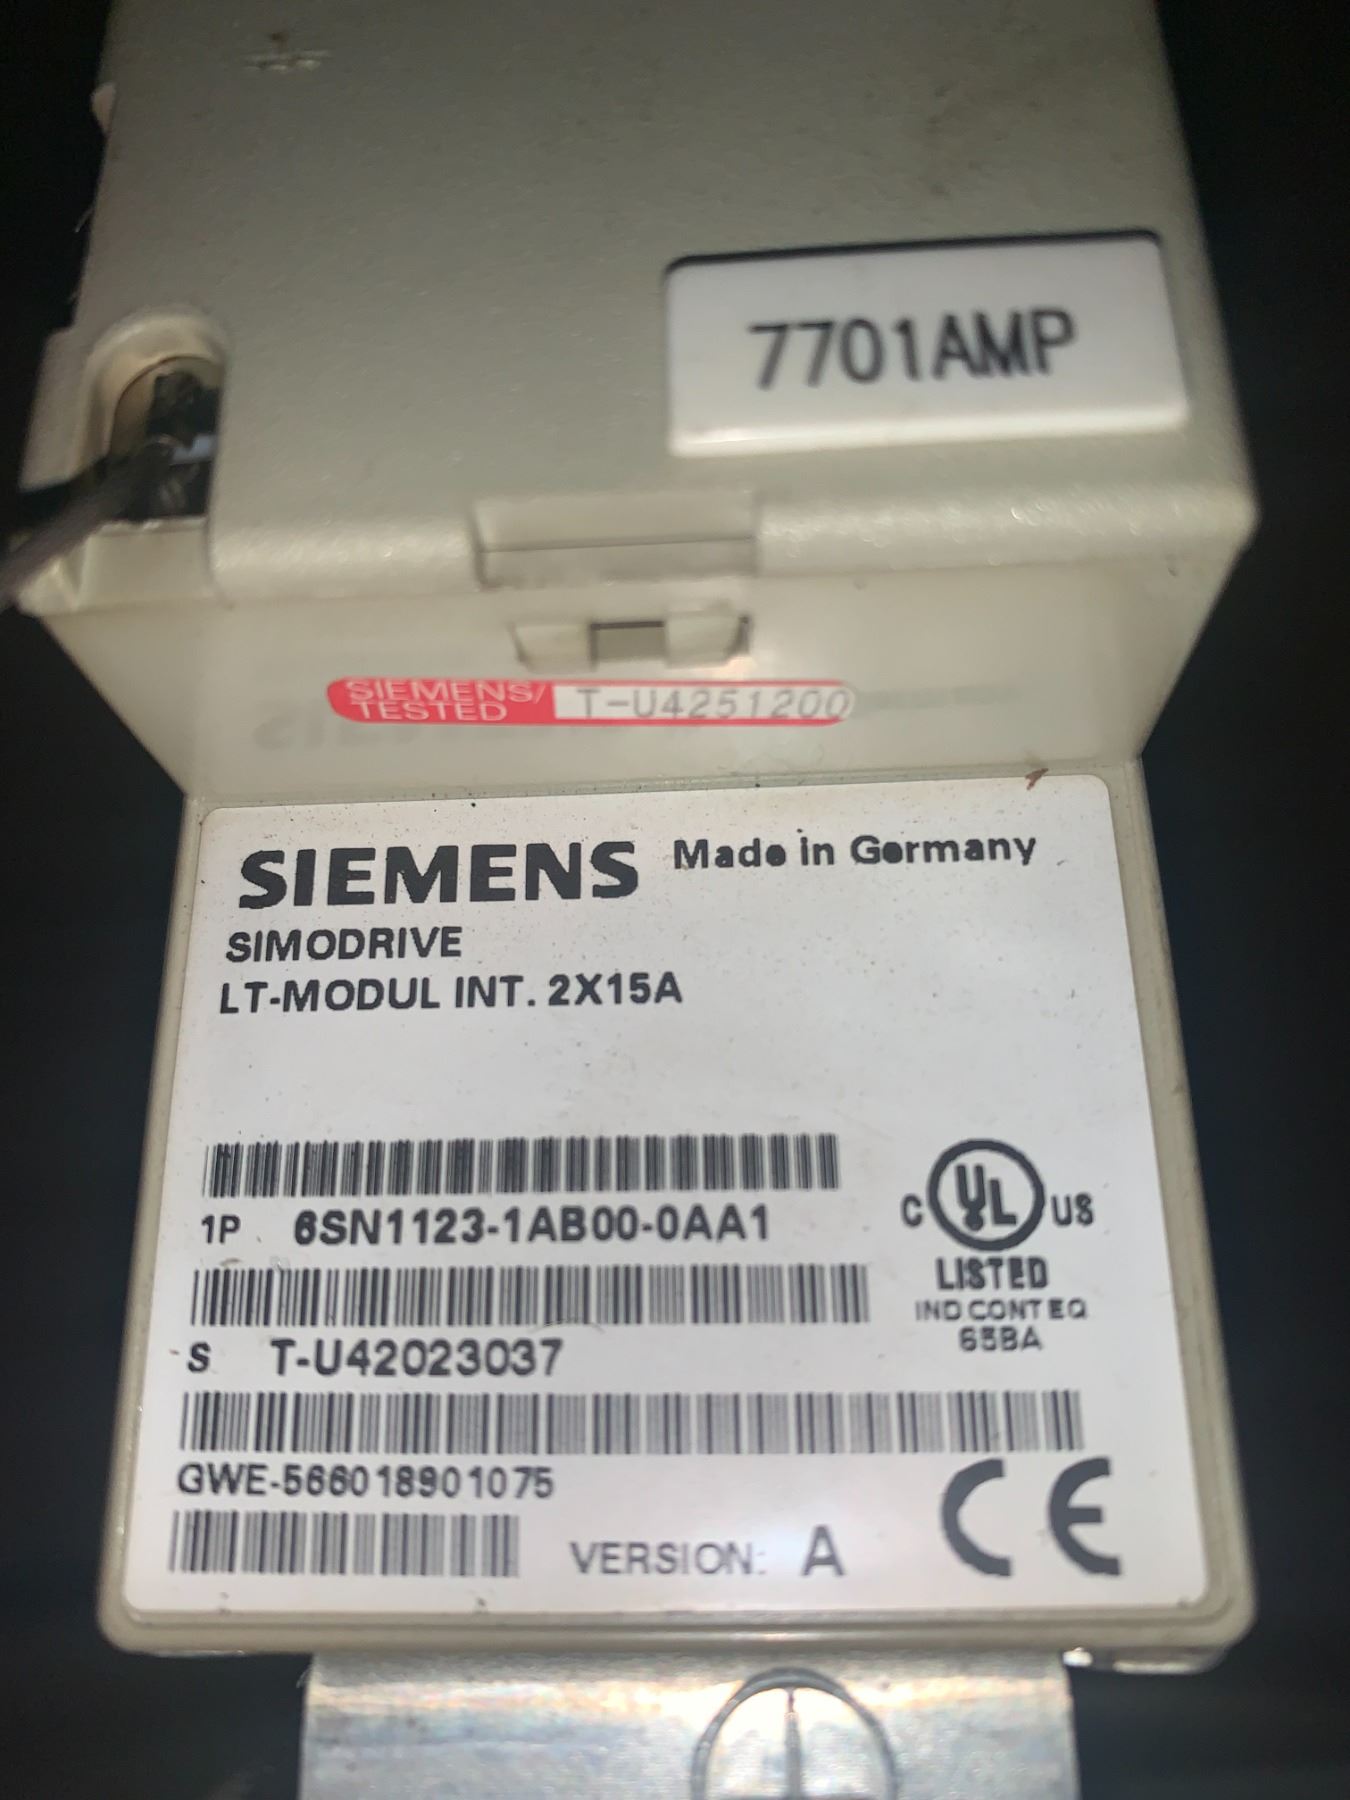 7701AMP
SIEMENS/
TESTED
T-U4251200
SIEMENS Made in Germany
SIMODRIVE
LT-MODUL INT. 2X15A
1P 6SN1123-1AB00-0AA1
C UL US
LISTED
IND CONT EQ
65BA
S T-U42023037
GWE-566018901075
VERSION: A
CE